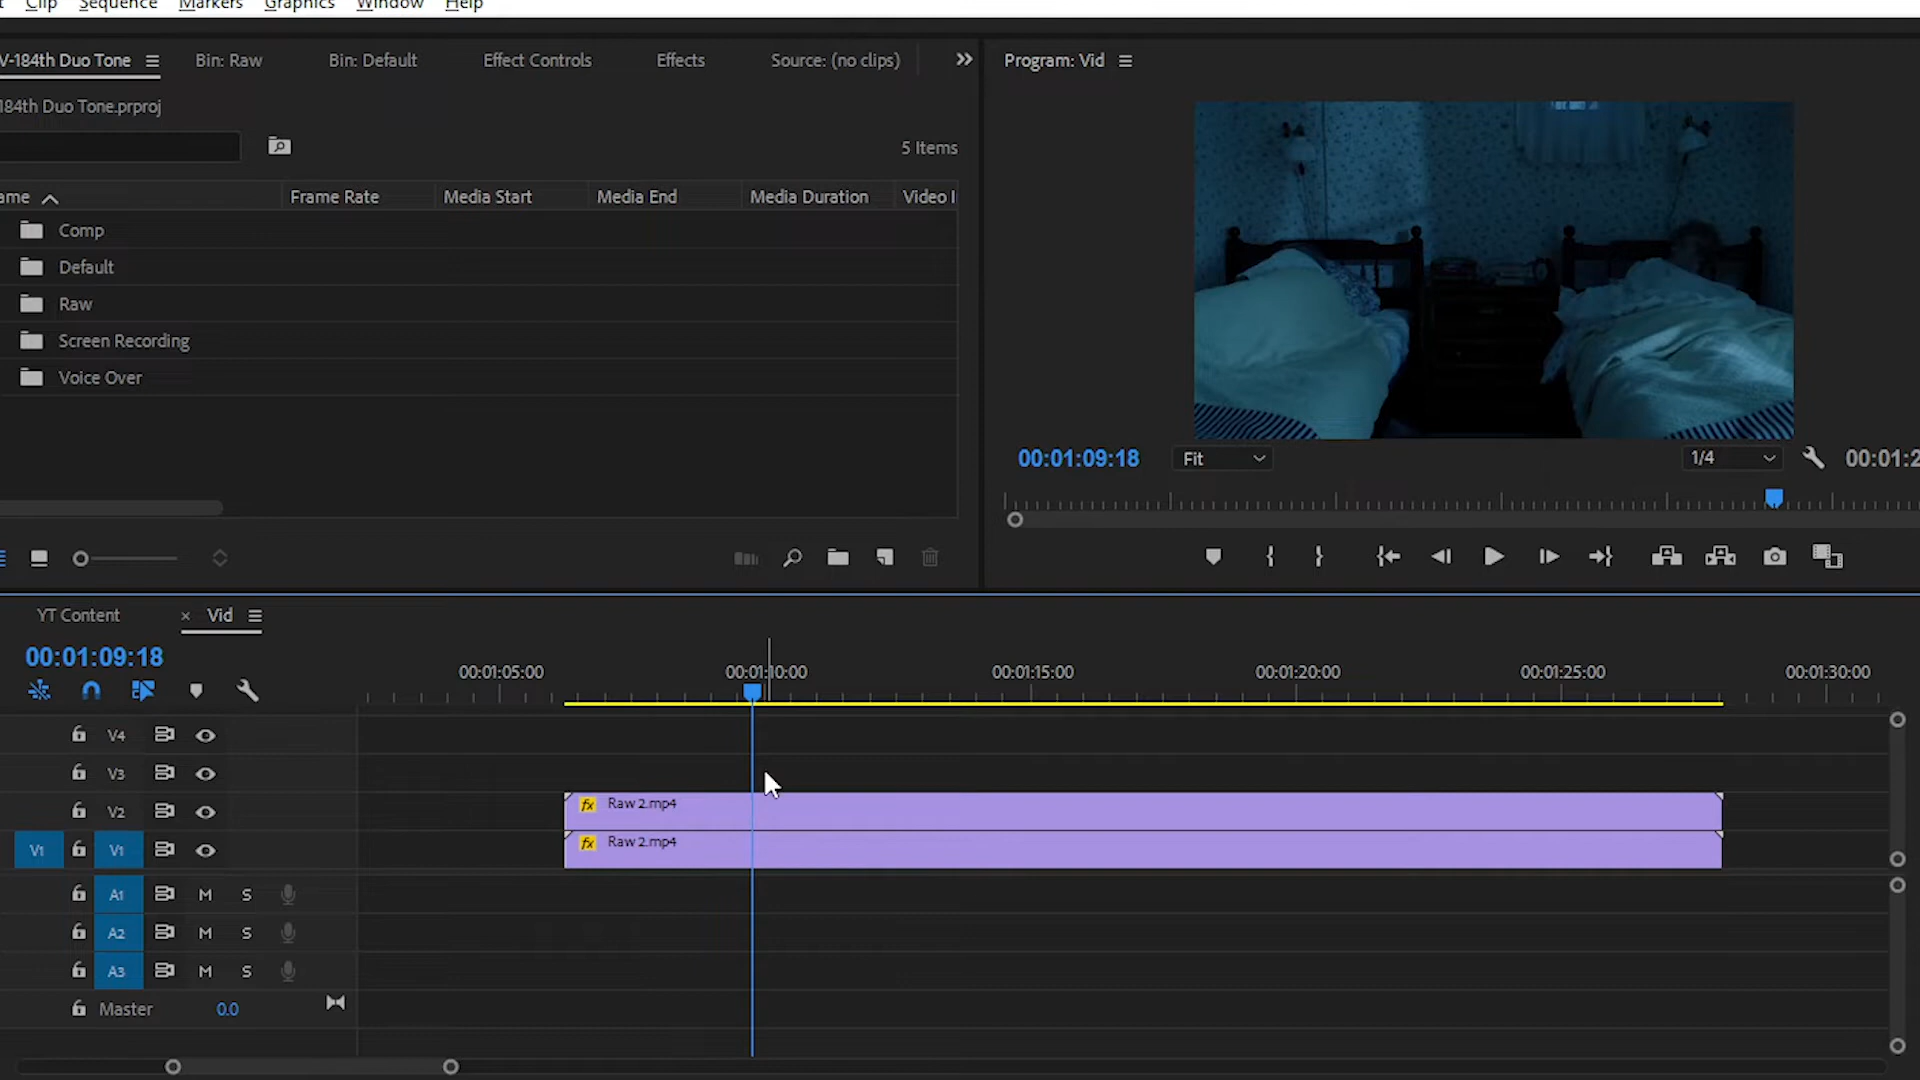 Clip Sequence Markers Graphics Window Help
V-184th Duo Tone Bin: Raw Bin: Default Effect Controls Effects Source: (no clips) Program: Vid
184th Duo Tone.prproj
5 Items
ame Frame Rate Media Start Media End Media Duration Video I
Comp
Default
Raw
Screen Recording
Voice Over
00:01:09:18 Fit 1/4 00:01:2
YT Content × Vid
00:01:09:18
00:01:05:00 00:01:10:00 00:01:15:00 00:01:20:00 00:01:25:00 00:01:30:00
V4
V3
V2 fx Raw 2.mp4
V1 V1 fx Raw 2.mp4
A1 M S
A2 M S
A3 M S
Master 0.0